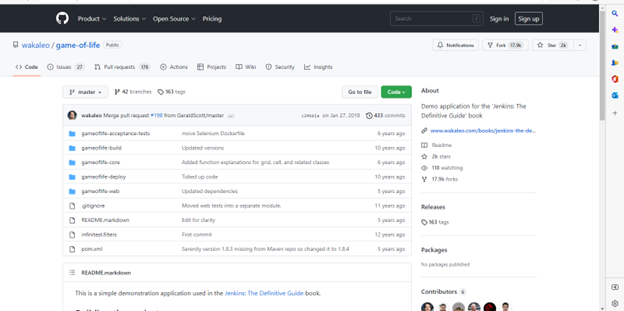 Product Solutions Open Source Pricing Search / Sign in Sign up
wakaleo / game-of-life Public Notifications Fork 17.9k Star 2k
Code Issues 27 Pull requests 178 Actions Projects Wiki Security Insights
master 42 branches 163 tags Go to file Code
wakaleo Merge pull request #198 from GeraldScott/master ... on Jan 27, 2018 433 commits
gameoflife-acceptance-tests move Selenium Dockerfile 6 years ago
gameoflife-build Updated versions 10 years ago
gameoflife-core Added function explanations for grid, cell, and related classes 6 years ago
gameoflife-deploy Tidied up code 10 years ago
gameoflife-web Updated dependencies 5 years ago
.gitignore Moved web tests into a separate module. 11 years ago
README.markdown Edit for clarity 5 years ago
infinitest.filters First commit 12 years ago
pom.xml Serenity version 1.8.3 missing from Maven repo so changed it to 1.8.4 5 years ago
README.markdown
This is a simple demonstration application used in the Jenkins: The Definitive Guide book.
About
Demo application for the 'Jenkins: The
Definitive Guide' book
www.wakaleo.com/books/jenkins-the-de...
Readme
2k stars
118 watching
17.9k forks
Releases
163 tags
Packages
No packages published
Contributors 6